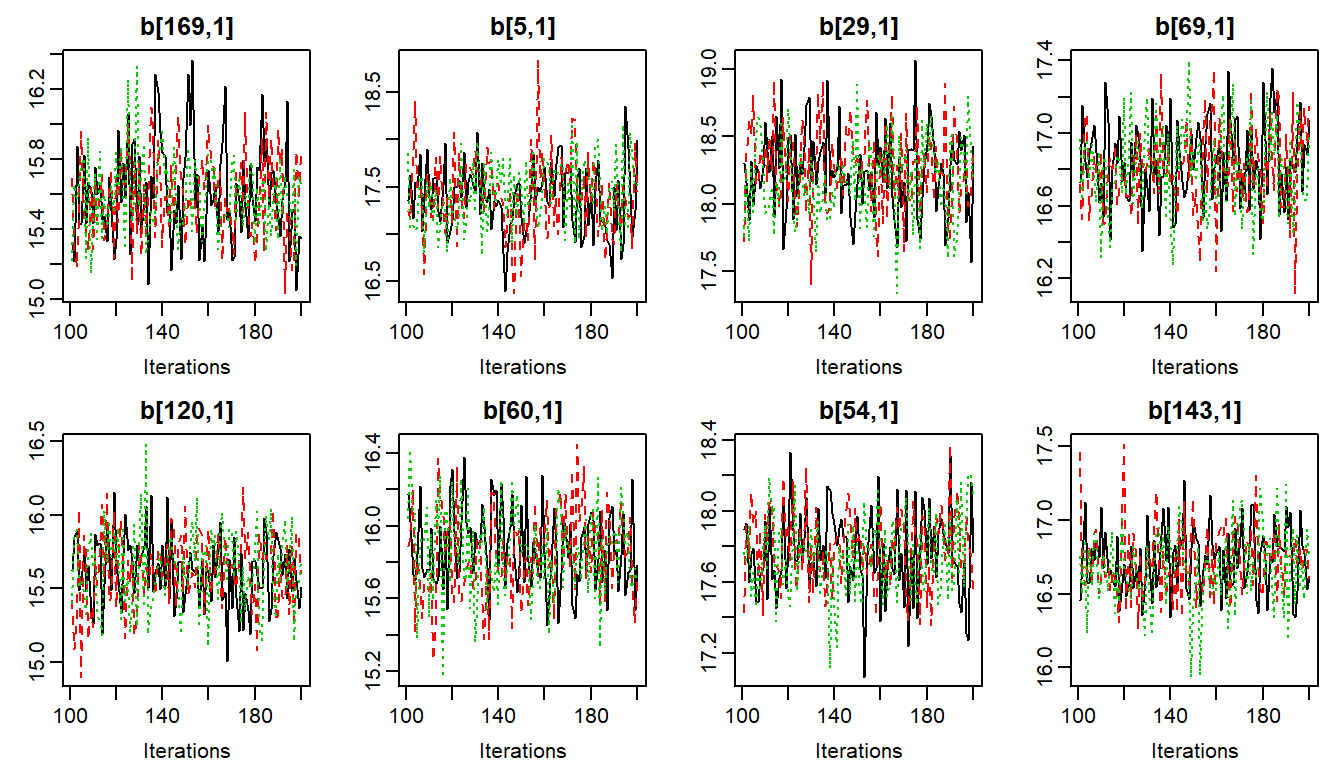 b[169,1] b[5,1] b[29,1] b[69,1]
16.2 18.5 19.0 17.4
15.8 17.5 18.5 17.0
15.4 16.5 18.0 16.6
15.0 17.5 16.2
100 140 180 100 140 180 100 140 180 100 140 180
Iterations Iterations Iterations Iterations
b[120,1] b[60,1] b[54,1] b[143,1]
16.5 16.4 18.4 17.5
16.0 16.0 18.0 17.0
15.5 15.6 17.6 16.5
15.0 15.2 17.2 16.0
100 140 180 100 140 180 100 140 180 100 140 180
Iterations Iterations Iterations Iterations